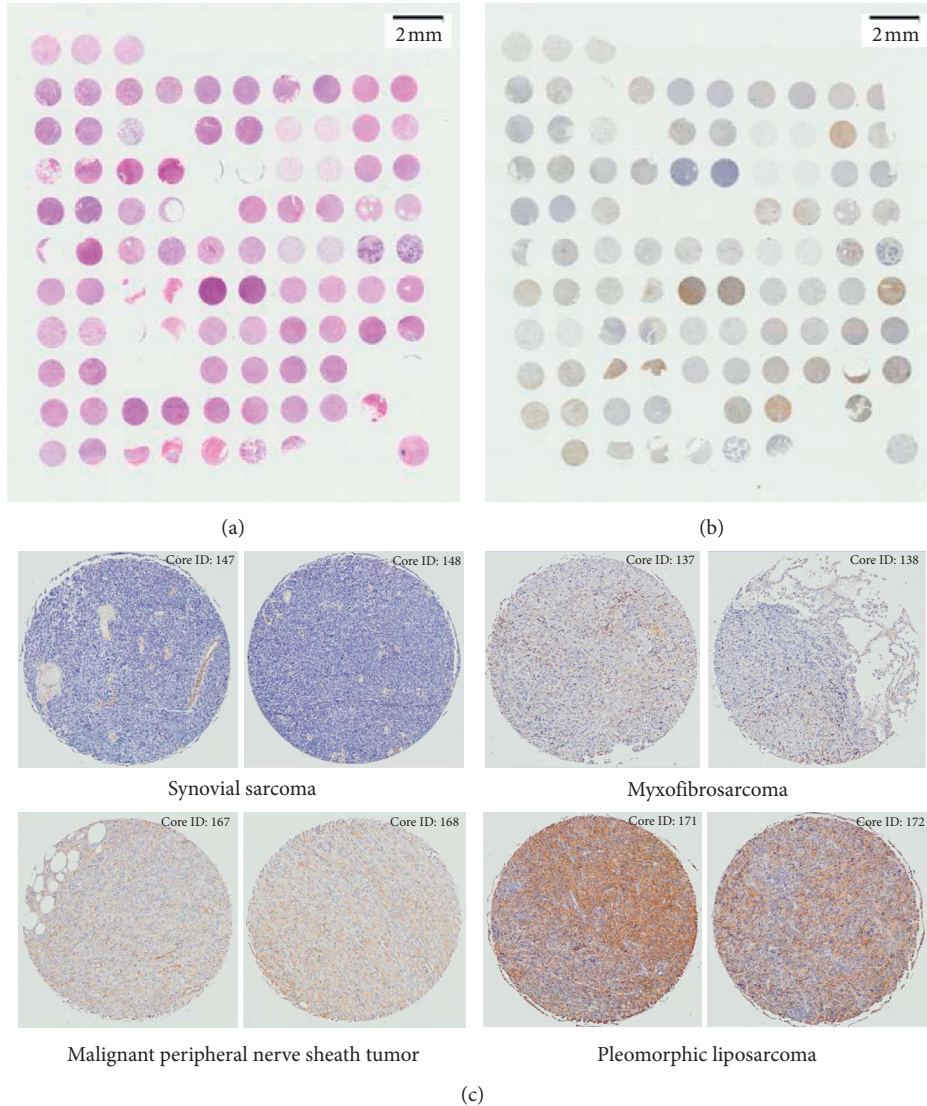 2 mm
2 mm
(a)
(b)
Core ID: 147
Core ID: 148
Core ID: 137
Core ID: 138
Synovial sarcoma
Myxofibrosarcoma
Core ID: 167
Core ID: 168
Core ID: 171
Core ID: 172
Malignant peripheral nerve sheath tumor
Pleomorphic liposarcoma
(c)